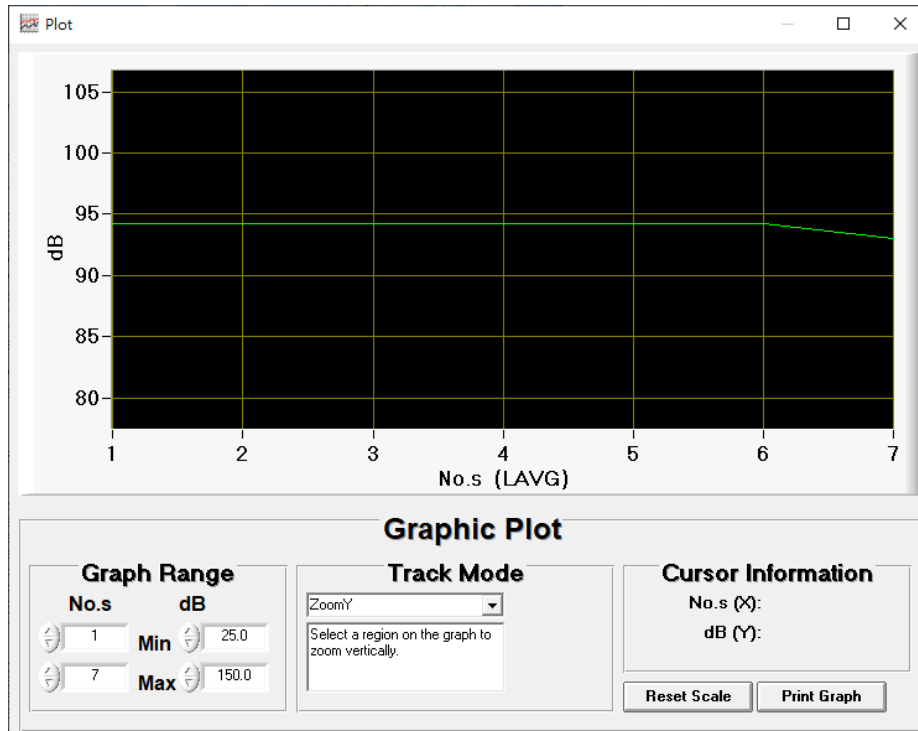 Plot
105
100
95
90
85
80
dB
1 2 3 4 5 6 7
No.s (LAVG)
Graphic Plot
Graph Range
No.s dB
1 Min 25.0
7 Max 150.0
Track Mode
ZoomY
Select a region on the graph to
zoom vertically.
Cursor Information
No.s (X):
dB (Y):
Reset Scale Print Graph